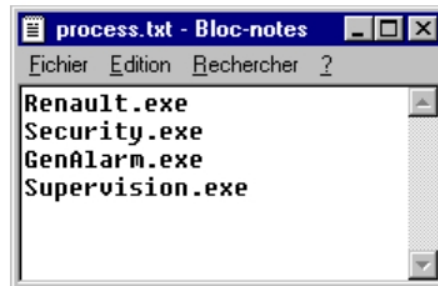 process.txt - Bloc-notes
Fichier Edition Rechercher ?
Renault.exe
Security.exe
GenAlarm.exe
Supervision.exe